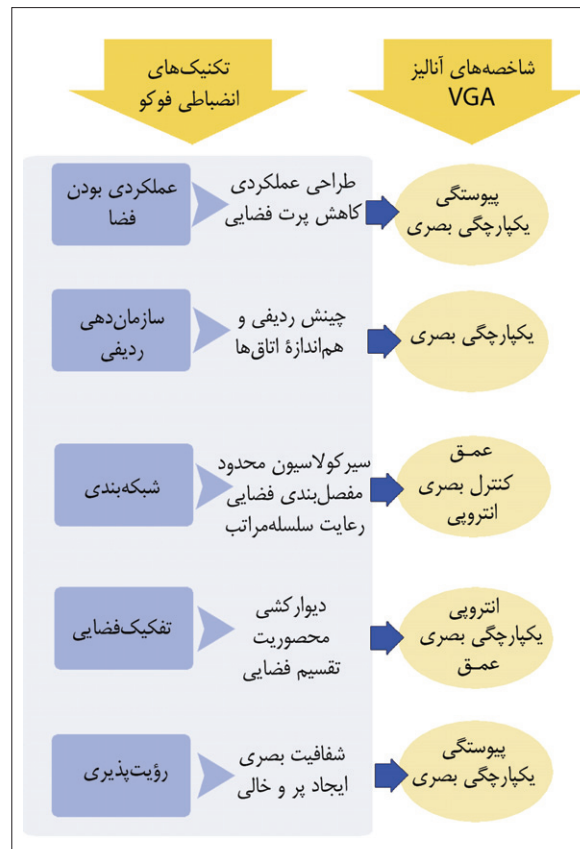 شاخصه‌های آنالیز
VGA
تکنیک‌های
انضباطی فوکو
عملکردی بودن
فضا
طراحی عملکردی
کاهش پرت فضایی
پیوستگی
یکپارچگی بصری
سازمان‌دهی
ردیفی
چینش ردیفی و
هم‌اندازۀ اتاق‌ها
یکپارچگی بصری
شبکه‌بندی
سیرکولاسیون محدود
مفصل‌بندی فضایی
رعایت سلسله‌مراتب
عمـق
کنترل بصری
انتروپی
تفکیک‌فضایی
دیوارکشی
محصوریت
تقسیم فضایی
انتروپی
یکپارچگی بصری
عمـق
رؤیت‌پذیری
شفافیت بصری
ایجاد پر و خالی
پیوستگی
یکپارچگی بصری